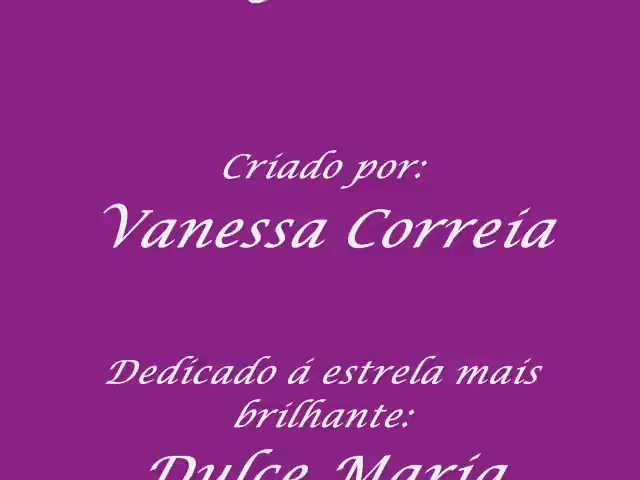 Criado por:
Vanessa Correia
Dedicado á estrela mais
brilhante:
Dulce Maria